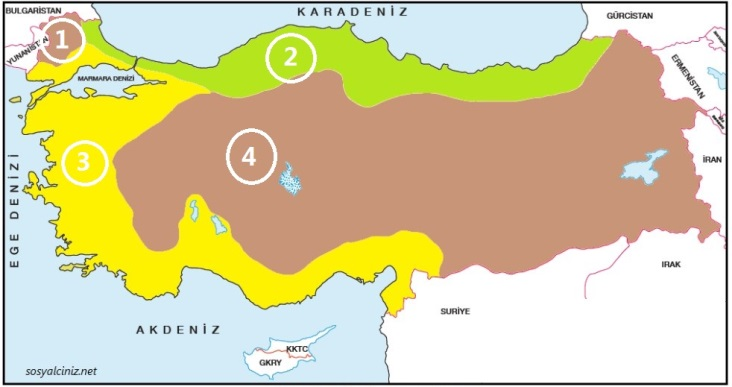 BULGARİSTAN
KARADENİZ
GÜRCİSTAN
YUNANİSTAN
1
2
ERMENİSTAN
MARMARA DENİZİ
3
4
İRAN
EGE DENİZİ
IRAK
SURİYE
AKDENİZ
KKTC
GKRY
sosyalciniz.net